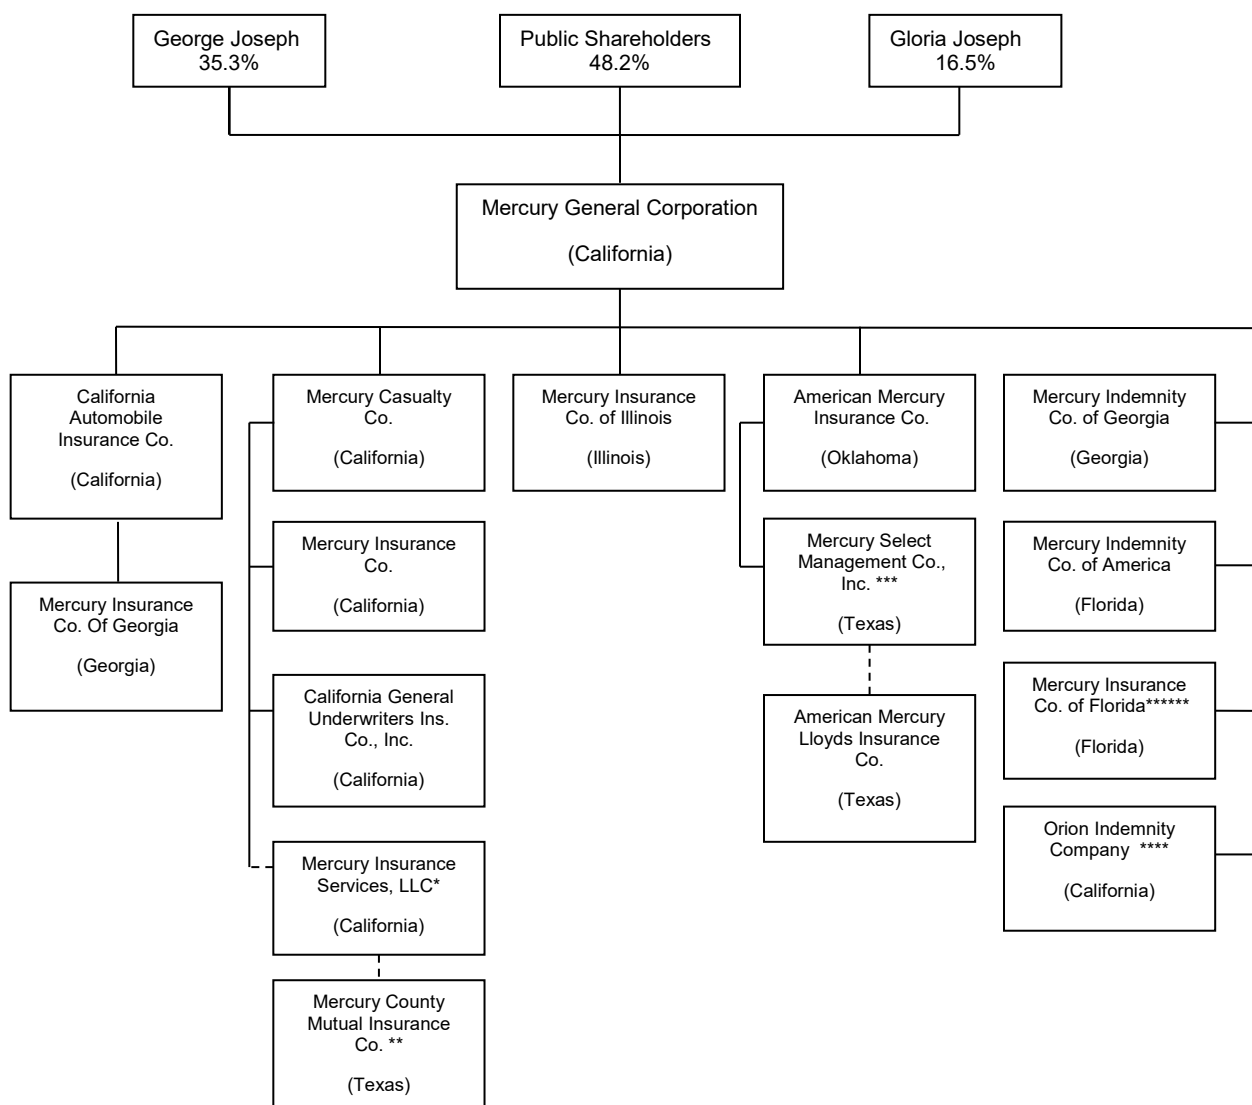 George Joseph
35.3%
Public Shareholders
48.2%
Gloria Joseph
16.5%
Mercury General Corporation
(California)
California
Automobile
Insurance Co.
(California)
Mercury Insurance
Co. Of Georgia
(Georgia)
Mercury Casualty
Co.
(California)
Mercury Insurance
Co.
(California)
California General
Underwriters Ins.
Co., Inc.
(California)
Mercury Insurance
Services, LLC*
(California)
Mercury County
Mutual Insurance
Co. **
(Texas)
Mercury Insurance
Co. of Illinois
(Illinois)
American Mercury
Insurance Co.
(Oklahoma)
Mercury Select
Management Co.,
Inc. ***
(Texas)
American Mercury
Lloyds Insurance
Co.
(Texas)
Mercury Indemnity
Co. of Georgia
(Georgia)
Mercury Indemnity
Co. of America
(Florida)
Mercury Insurance
Co. of Florida******
(Florida)
Orion Indemnity
Company ****
(California)